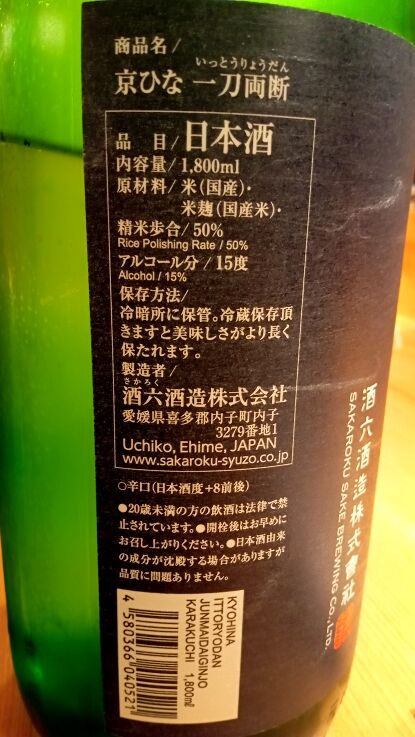 商品名/
いっとうりょうだん
京ひな 一刀両断
品 目/日本酒
内容量/1,800ml
原材料/米(国産)・
米麹(国産米)・
精米歩合/50%
Rice Polishing Rate / 50%
アルコール分/15度
Alcohol / 15%
保存方法/
冷暗所に保管。冷蔵保存頂
きますと美味しさがより長く
保たれます。
製造者/
さかろく
酒六酒造株式会社
愛媛県喜多郡内子町内子
3279番地1
Uchiko, Ehime, JAPAN
www.sakaroku-syuzo.co.jp
○辛口(日本酒度+8前後)
●20歳未満の方の飲酒は法律で禁
止されています。●開栓後はお早めに
お召し上がりください。●日本酒由来
の成分が沈殿する場合がありますが
品質に問題ありません。
KYOHINA
ITTORYODAN
JUNMAIDAIGINJO
KARAKUCHI 1,800ml
4 580366 040521
酒六酒造株式會社
SAKAROKU SAKE BREWING CO.,LTD.